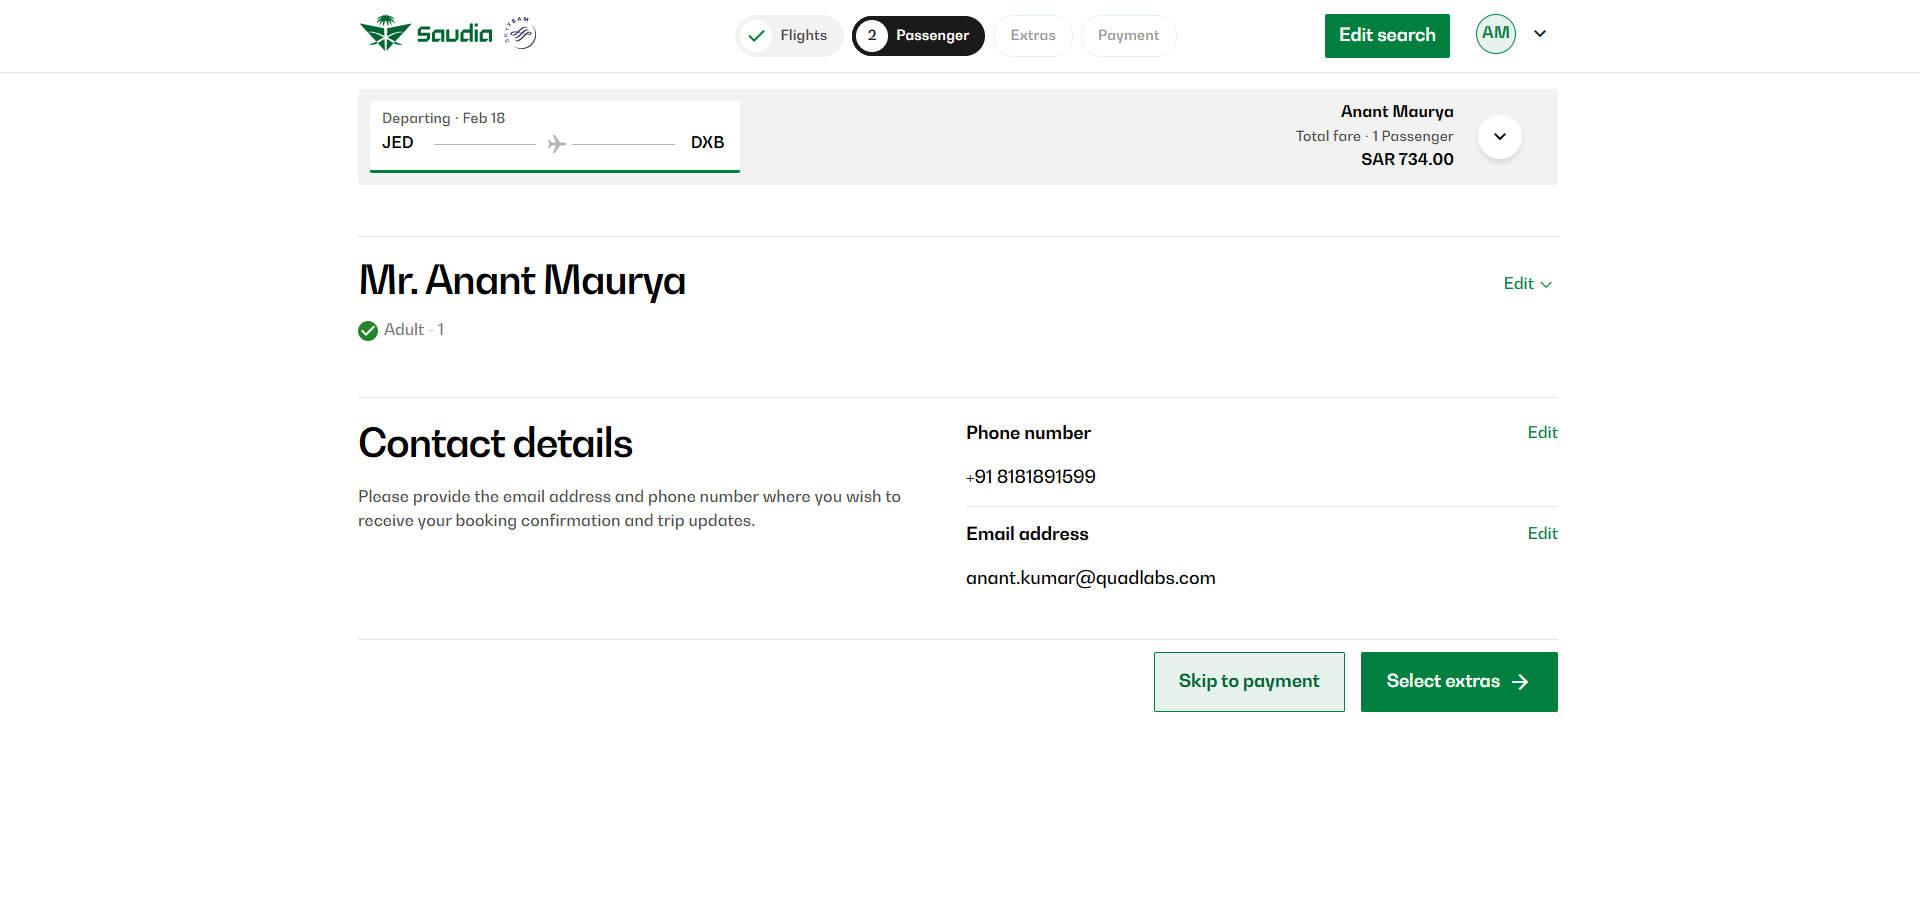 Saudia
SKYTEAM
Flights
2 Passenger
Extras
Payment
Edit search
AM
Departing · Feb 18
JED
DXB
Anant Maurya
Total fare · 1 Passenger
SAR 734.00
Mr. Anant Maurya
Edit
Adult - 1
Contact details
Please provide the email address and phone number where you wish to
receive your booking confirmation and trip updates.
Phone number
Edit
+91 8181891599
Email address
Edit
anant.kumar@quadlabs.com
Skip to payment
Select extras